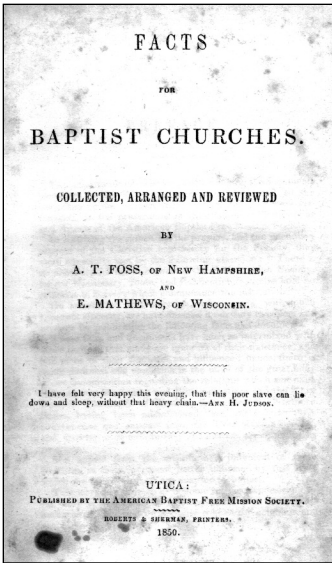 FACTS
FOR
BAPTIST CHURCHES.
COLLECTED, ARRANGED AND REVIEWED
BY
A. T. FOSS, OF NEW HAMPSHIRE,
AND
E. MATHEWS, OF WISCONSIN.
I have felt very happy this evening, that this poor slave can lie
down and sleep, without that heavy chain.—ANN H. JUDSON.
UTICA:
PUBLISHED BY THE AMERICAN BAPTIST FREE MISSION SOCIETY.
ROBERTS & SHERMAN, PRINTERS.
1850.